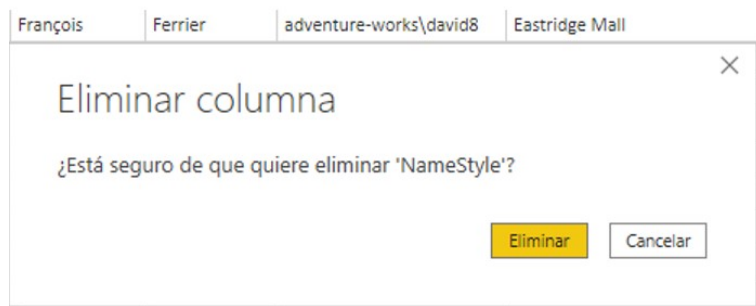 François Ferrier adventure-works\david8 Eastridge Mall
Eliminar columna
¿Está seguro de que quiere eliminar 'NameStyle'?
Eliminar Cancelar